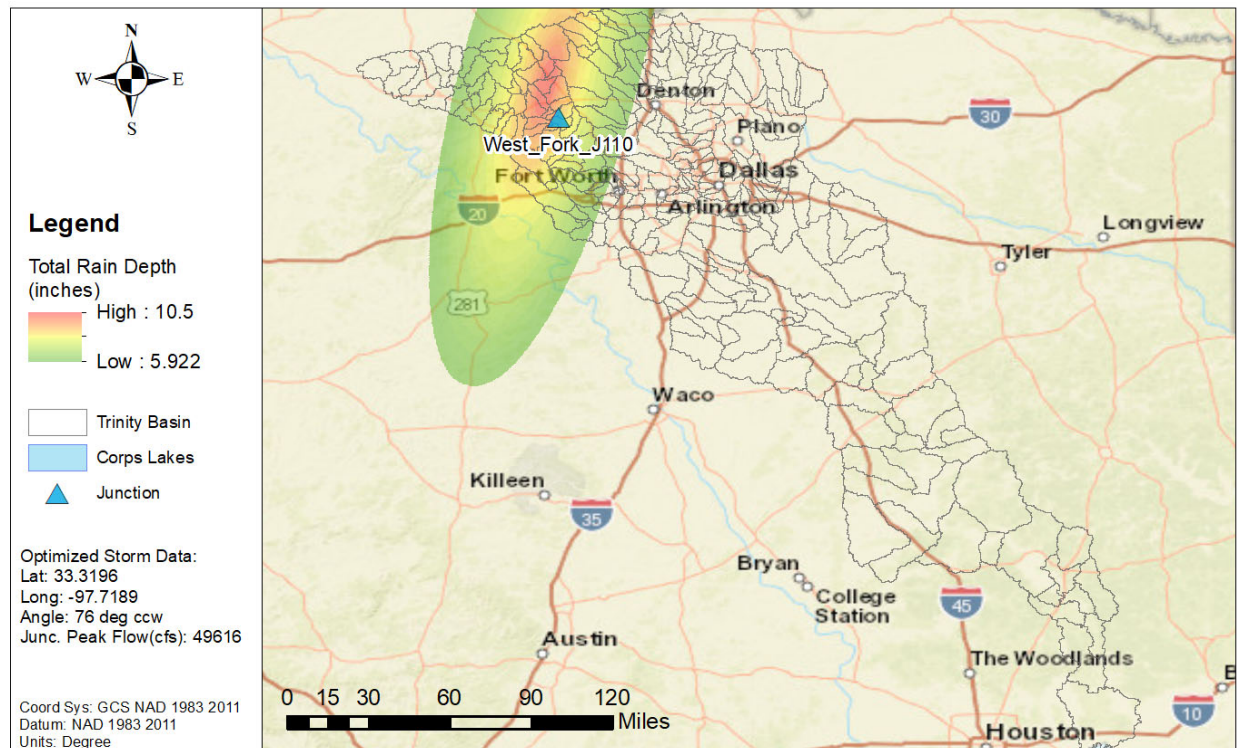 N
W
E
S
Legend
Total Rain Depth
(inches)
High : 10.5
Low : 5.922
Trinity Basin
Corps Lakes
Junction
Optimized Storm Data:
Lat: 33.3196
Long: -97.7189
Angle: 76 deg ccw
Junc. Peak Flow(cfs): 49616
Coord Sys: GCS NAD 1983 2011
Datum: NAD 1983 2011
Units: Degree
Denton
30
Plano
West_Fork_J110
Dallas
Fort Worth
20
Arlington
Longview
Tyler
281
Waco
Killeen
35
Bryan
College
Station
45
Austin
The Woodlands
B
10
Houston
0 15 30 60 90 120
Miles